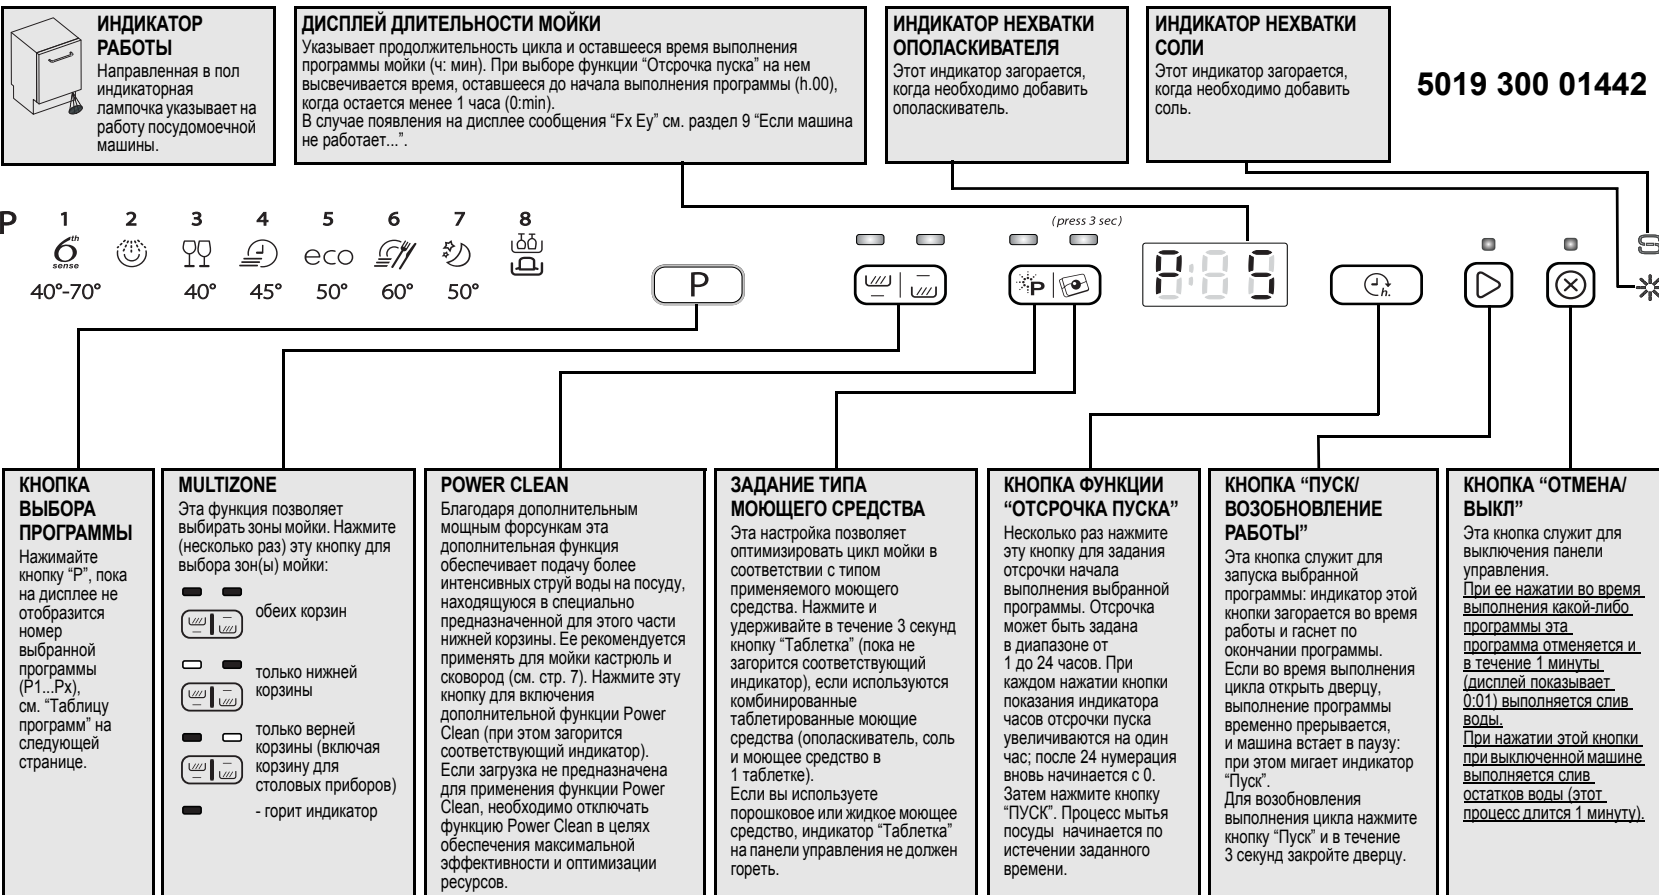 ИНДИКАТОР
РАБОТЫ
Направленная в пол
индикаторная
лампочка указывает на
работу посудомоечной
машины.
ДИСПЛЕЙ ДЛИТЕЛЬНОСТИ МОЙКИ
Указывает продолжительность цикла и оставшееся время выполнения
программы мойки (ч: мин). При выборе функции “Отсрочка пуска” на нем
высвечивается время, оставшееся до начала выполнения программы (h.00),
когда остается менее 1 часа (0:min).
В случае появления на дисплее сообщения “Fx Ey” см. раздел 9 “Если машина
не работает...”.
ИНДИКАТОР НЕХВАТКИ
ОПОЛАСКИВАТЕЛЯ
Этот индикатор загорается,
когда необходимо добавить
ополаскиватель.
ИНДИКАТОР НЕХВАТКИ
СОЛИ
Этот индикатор загорается,
когда необходимо добавить
соль.
5019 300 01442
P 1 2 3 4 5 6 7 8
6th sense eco
40°-70° 40° 45° 50° 60° 50°
P
(press 3 sec)
P
P 5
h.
КНОПКА
ВЫБОРА
ПРОГРАММЫ
Нажимайте
кнопку “P”, пока
на дисплее не
отобразится
номер
выбранной
программы
(P1...Px),
см. “Таблицу
программ” на
следующей
странице.
MULTIZONE
Эта функция позволяет
выбирать зоны мойки. Нажмите
(несколько раз) эту кнопку для
выбора зон(ы) мойки:
обеих корзин
только нижней
корзины
только верней
корзины (включая
корзину для
столовых приборов)
- горит индикатор
POWER CLEAN
Благодаря дополнительным
мощным форсункам эта
дополнительная функция
обеспечивает подачу более
интенсивных струй воды на посуду,
находящуюся в специально
предназначенной для этого части
нижней корзины. Ее рекомендуется
применять для мойки кастрюль и
сковород (см. стр. 7). Нажмите эту
кнопку для включения
дополнительной функции Power
Clean (при этом загорится
соответствующий индикатор).
Если загрузка не предназначена
для применения функции Power
Clean, необходимо отключать
функцию Power Clean в целях
обеспечения максимальной
эффективности и оптимизации
ресурсов.
ЗАДАНИЕ ТИПА
МОЮЩЕГО СРЕДСТВА
Эта настройка позволяет
оптимизировать цикл мойки в
соответствии с типом
применяемого моющего
средства. Нажмите и
удерживайте в течение 3 секунд
кнопку “Таблетка” (пока не
загорится соответствующий
индикатор), если используются
комбинированные
таблетированные моющие
средства (ополаскиватель, соль
и моющее средство в
1 таблетке).
Если вы используете
порошковое или жидкое моющее
средство, индикатор “Таблетка”
на панели управления не должен
гореть.
КНОПКА ФУНКЦИИ
“ОТСРОЧКА ПУСКА”
Несколько раз нажмите
эту кнопку для задания
отсрочки начала
выполнения выбранной
программы. Отсрочка
может быть задана
в диапазоне от
1 до 24 часов. При
каждом нажатии кнопки
показания индикатора
часов отсрочки пуска
увеличиваются на один
час; после 24 нумерация
вновь начинается с 0.
Затем нажмите кнопку
“ПУСК”. Процесс мытья
посуды начинается по
истечении заданного
времени.
КНОПКА “ПУСК/
ВОЗОБНОВЛЕНИЕ
РАБОТЫ”
Эта кнопка служит для
запуска выбранной
программы: индикатор этой
кнопки загорается во время
работы и гаснет по
окончании программы.
Если во время выполнения
цикла открыть дверцу,
выполнение программы
временно прерывается,
и машина встает в паузу:
при этом мигает индикатор
“Пуск”.
Для возобновления
выполнения цикла нажмите
кнопку “Пуск” и в течение
3 секунд закройте дверцу.
КНОПКА “ОТМЕНА/
ВЫКЛ”
Эта кнопка служит для
выключения панели
управления.
При ее нажатии во время
выполнения какой-либо
программы эта
программа отменяется и
в течение 1 минуты
(дисплей показывает
0:01) выполняется слив
воды.
При нажатии этой кнопки
при выключенной машине
выполняется слив
остатков воды (этот
процесс длится 1 минуту).